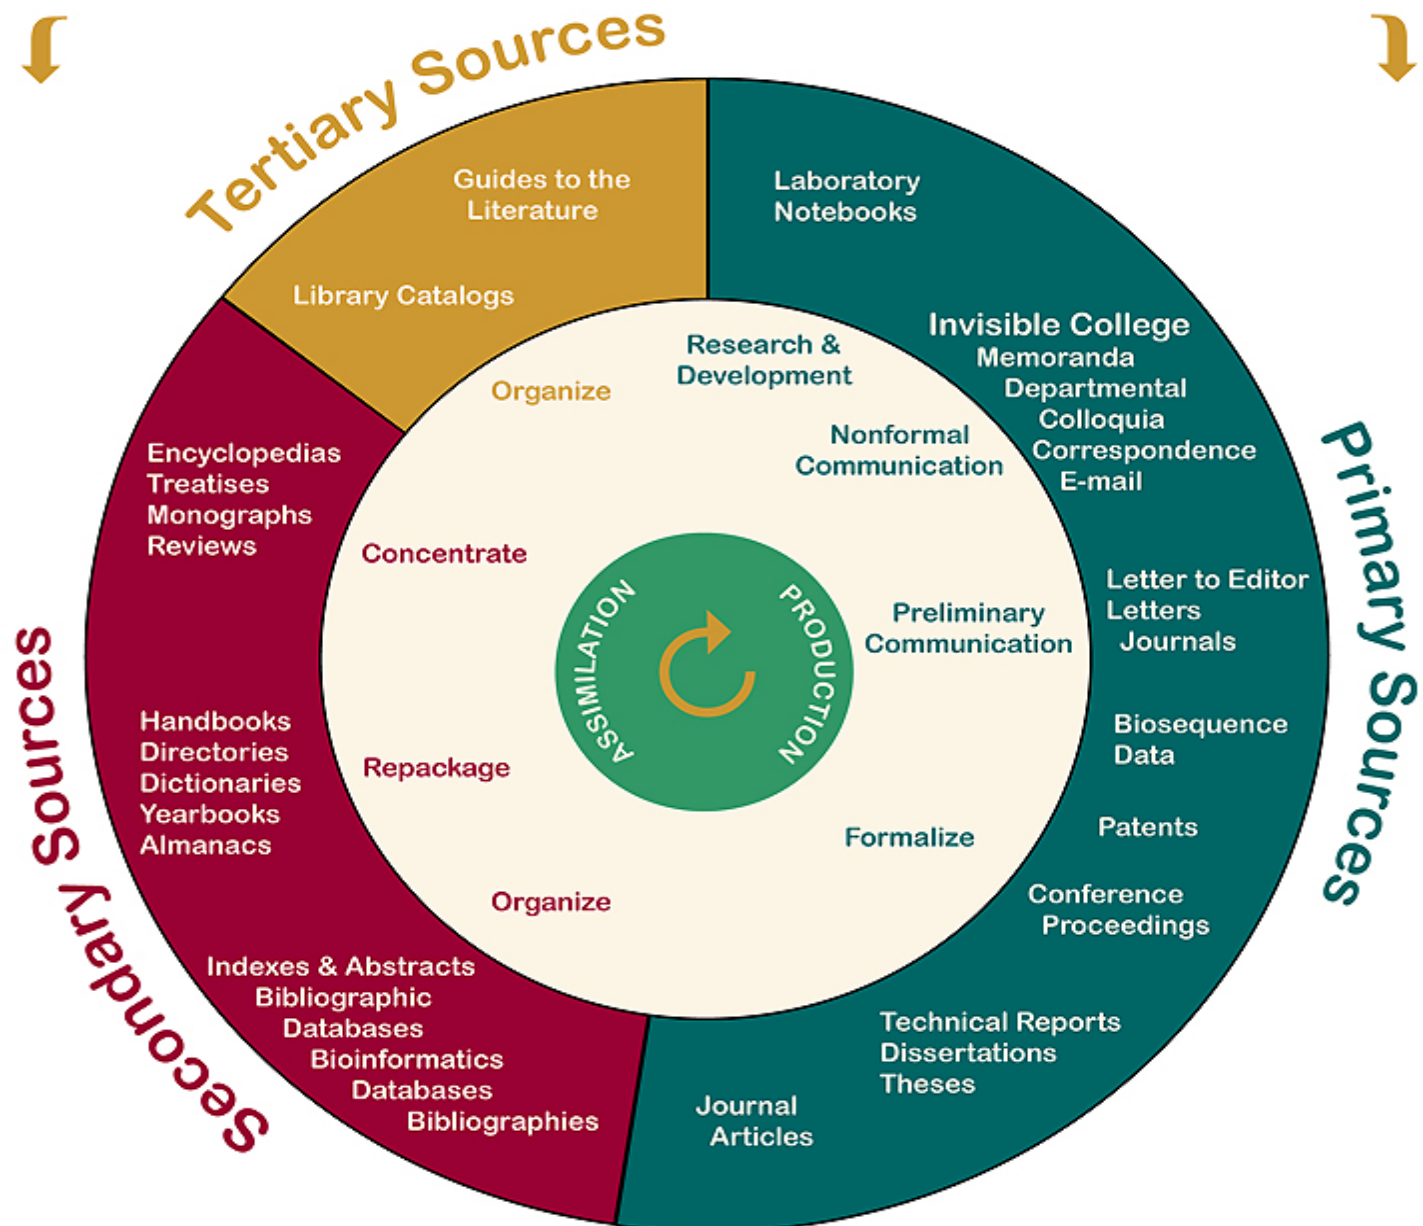 Tertiary Sources
Guides to the
Literature
Library Catalogs
Laboratory
Notebooks
Invisible College
Memoranda
Departmental
Colloquia
Correspondence
E-mail
Letter to Editor
Letters
Journals
Biosequence
Data
Patents
Conference
Proceedings
Technical Reports
Dissertations
Theses
Journal
Articles
Primary Sources
Indexes & Abstracts
Bibliographic
Databases
Bioinformatics
Databases
Bibliographies
Handbooks
Directories
Dictionaries
Yearbooks
Almanacs
Encyclopedias
Treatises
Monographs
Reviews
Secondary Sources
Research &
Development
Nonformal
Communication
Preliminary
Communication
Formalize
Organize
Repackage
Concentrate
Organize
ASSIMILATION
PRODUCTION